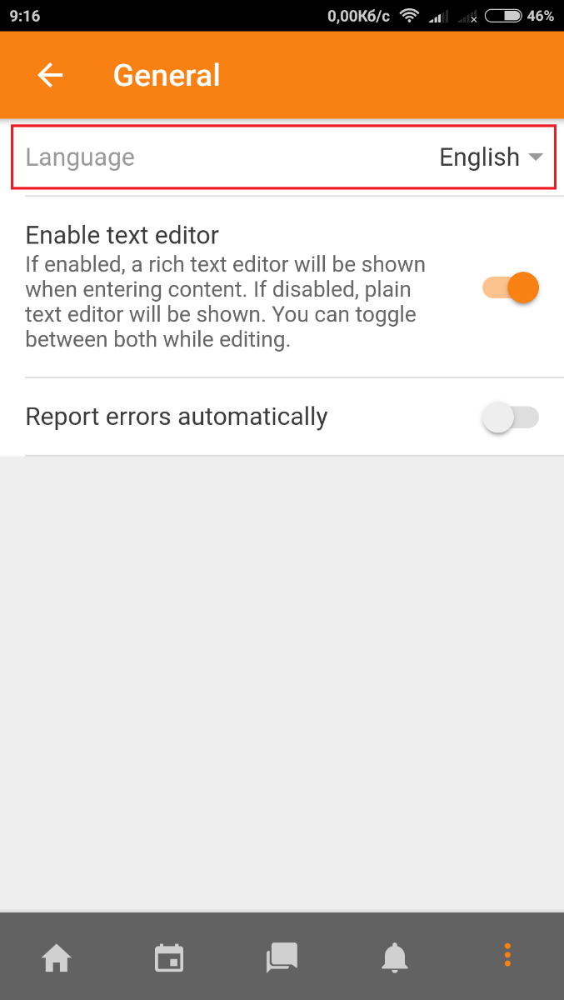 9:16 0,00Кб/с 46%
General
Language English
Enable text editor
If enabled, a rich text editor will be shown
when entering content. If disabled, plain
text editor will be shown. You can toggle
between both while editing.
Report errors automatically